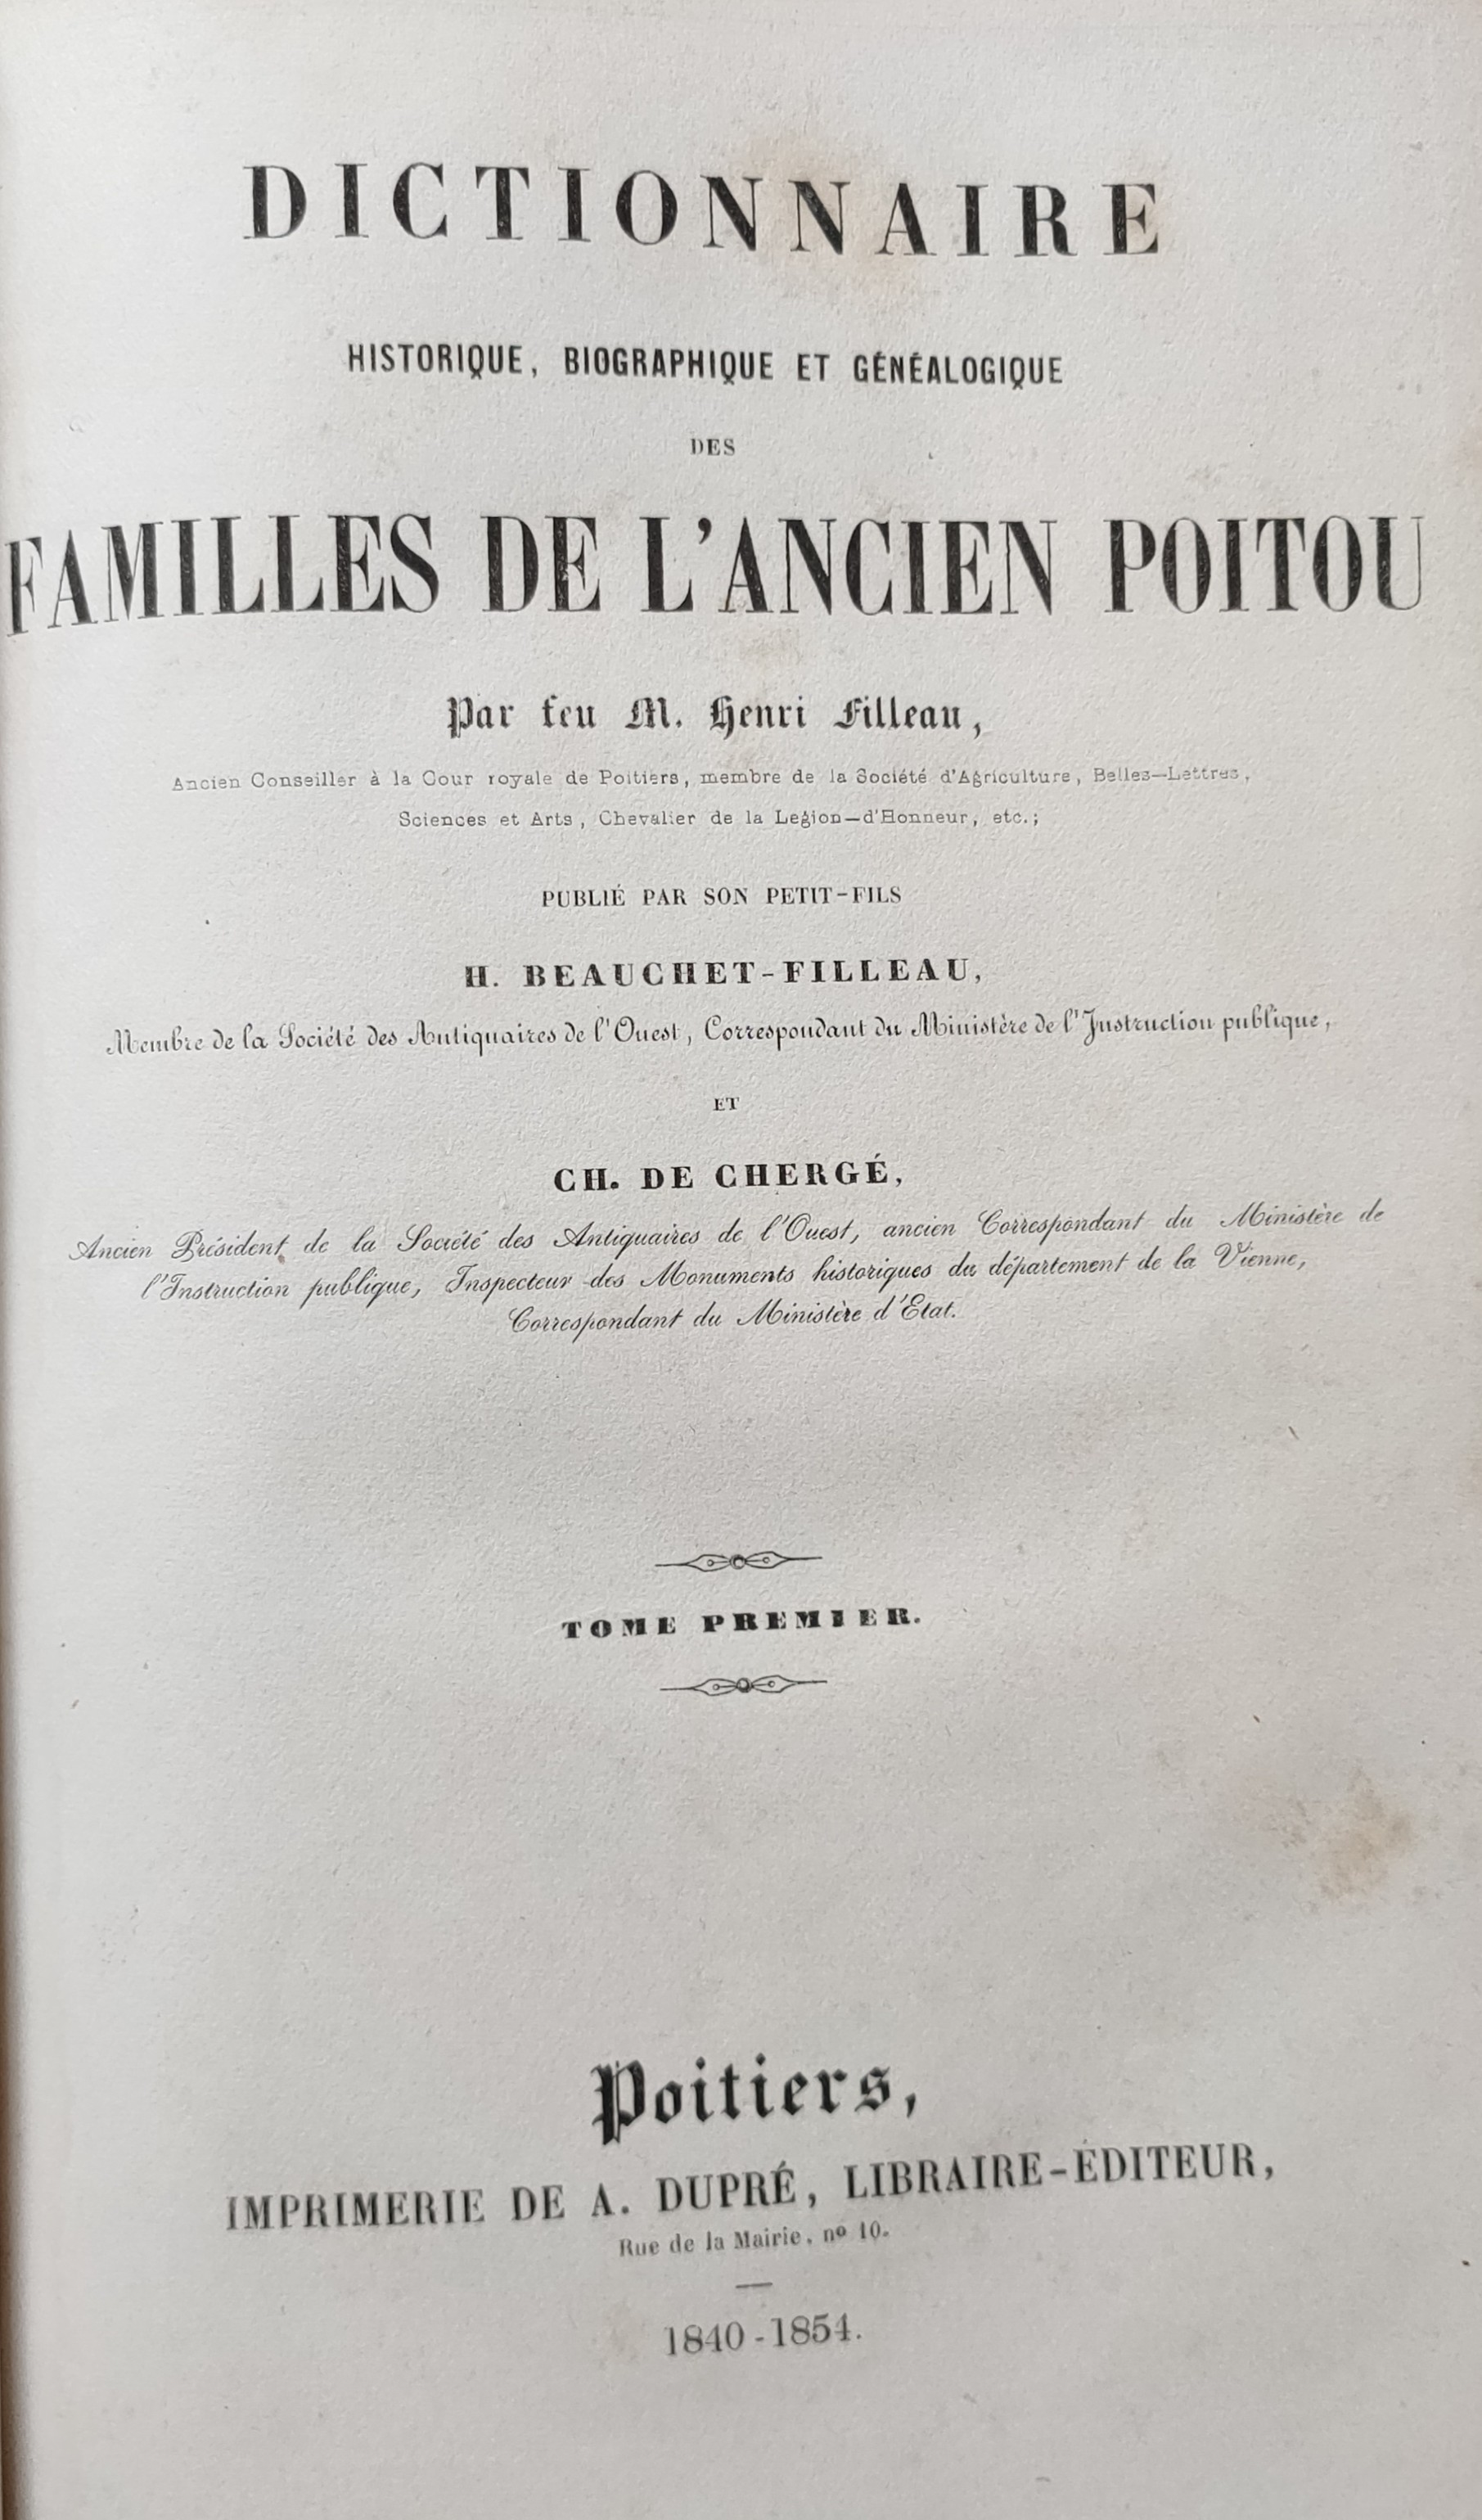 DICTIONNAIRE
HISTORIQUE, BIOGRAPHIQUE ET GÉNÉALOGIQUE
DES
FAMILLES DE L'ANCIEN POITOU
Par feu M. Henri Filleau,
Ancien Conseiller à la Cour royale de Poitiers, membre de la Société d'Agriculture, Belles-Lettres,
Sciences et Arts, Chevalier de la Légion-d'Honneur, etc.;
PUBLIÉ PAR SON PETIT-FILS
H. BEAUCHET-FILLEAU,
Membre de la Société des Antiquaires de l'Ouest, Correspondant du Ministère de l'Instruction publique,
ET
CH. DE CHERGÉ,
Ancien Président de la Société des Antiquaires de l'Ouest, ancien Correspondant du Ministère de
l'Instruction publique, Inspecteur des Monuments historiques du département de la Vienne,
Correspondant du Ministère d'Etat.
TOME PREMIER.
Poitiers,
IMPRIMERIE DE A. DUPRÉ, LIBRAIRE-ÉDITEUR,
Rue de la Mairie, nº 10.
1840-1854.